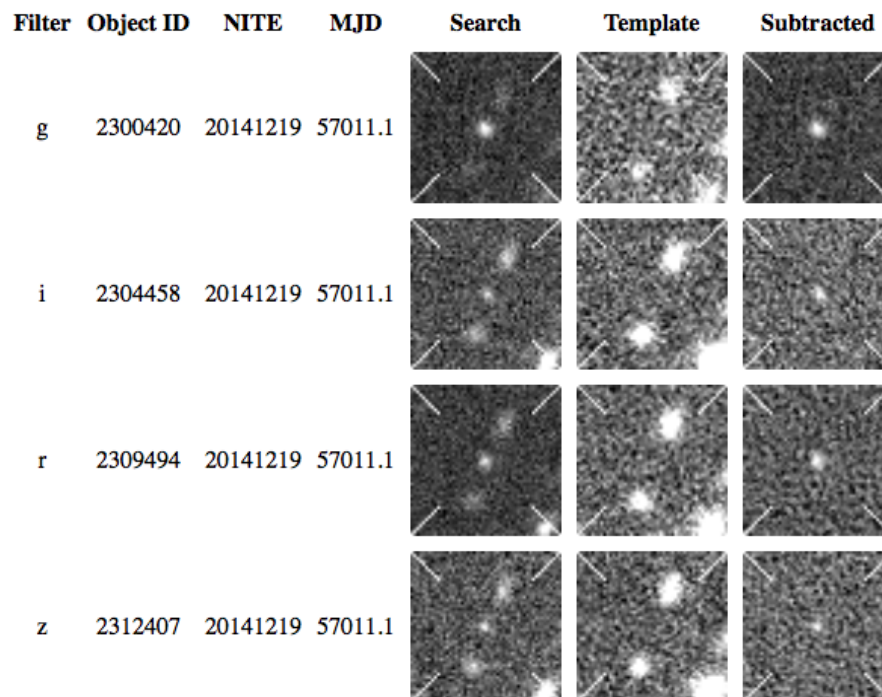 Filter Object ID NITE MJD Search Template Subtracted
g 2300420 20141219 57011.1
i 2304458 20141219 57011.1
r 2309494 20141219 57011.1
z 2312407 20141219 57011.1